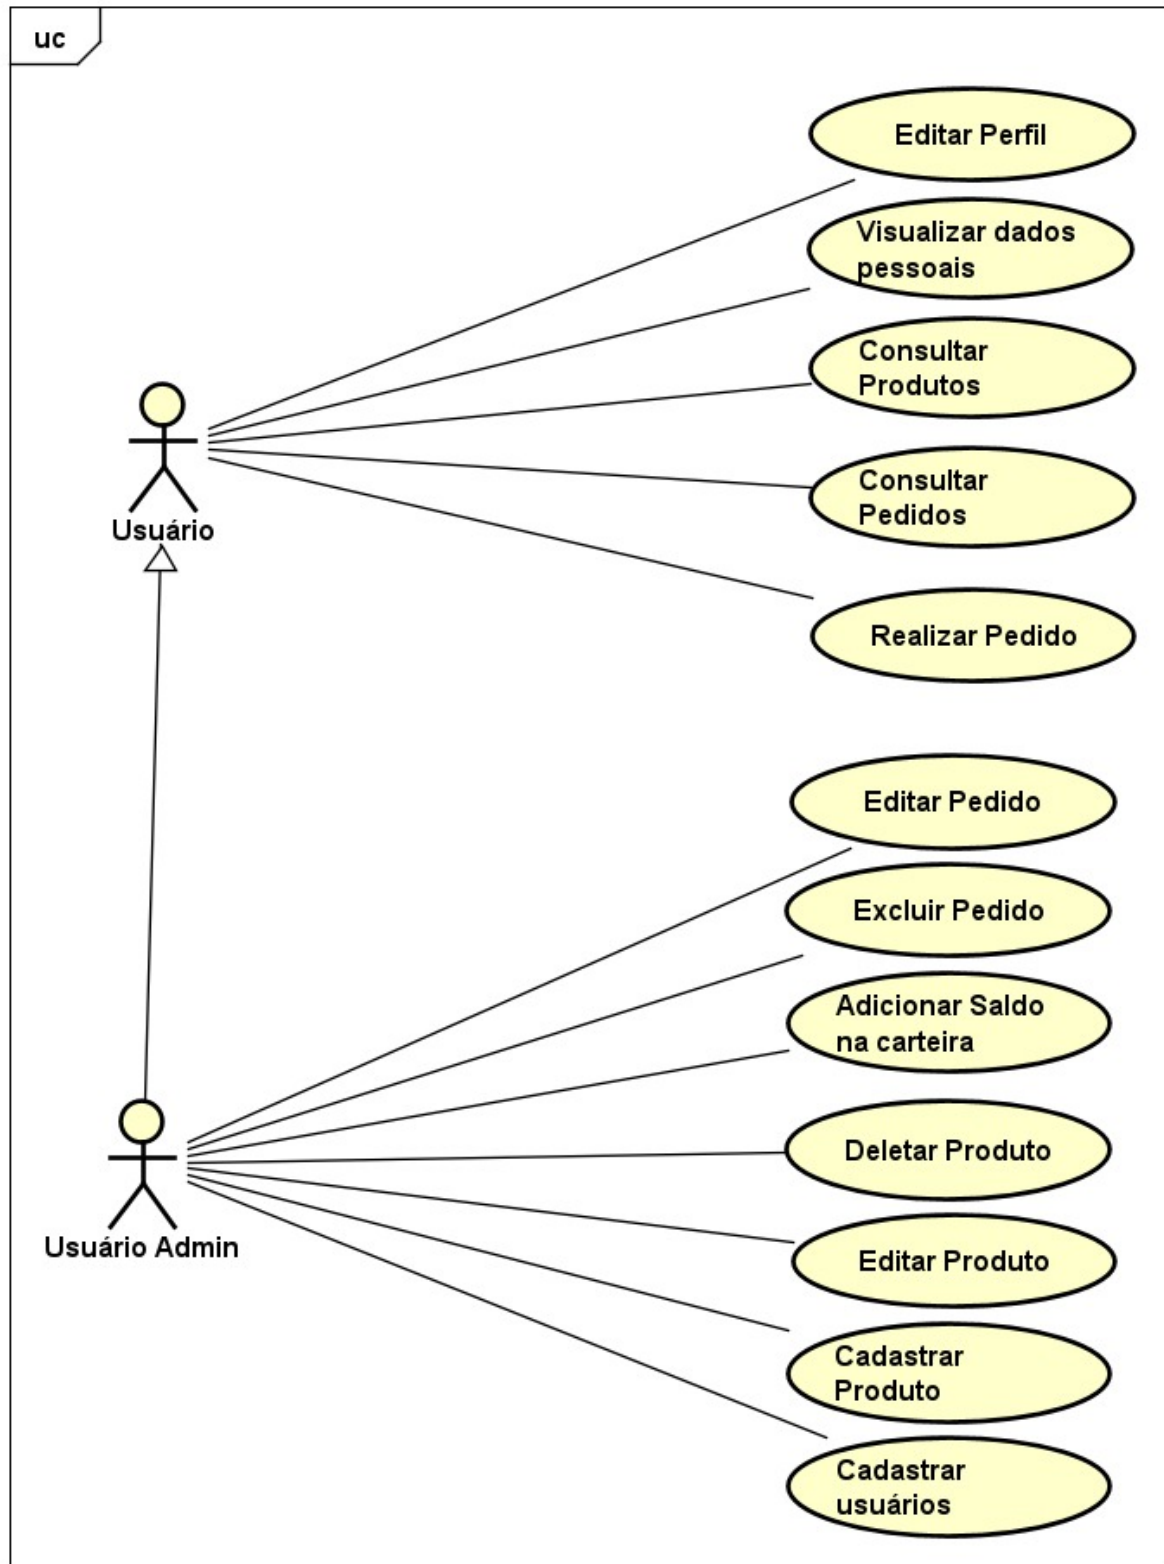 uc
Editar Perfil
Visualizar dados
pessoais
Consultar
Produtos
Consultar
Pedidos
Usuário
Realizar Pedido
Editar Pedido
Excluir Pedido
Adicionar Saldo
na carteira
Deletar Produto
Usuário Admin
Editar Produto
Cadastrar
Produto
Cadastrar
usuários